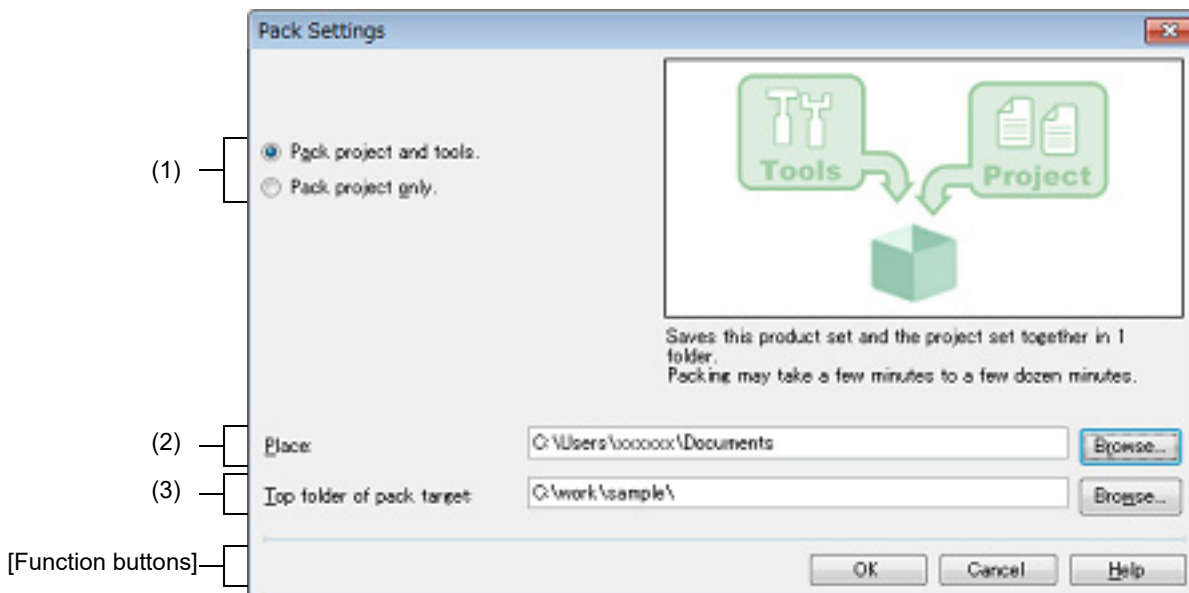 Pack Settings
Tools
Project
(1)
Pack project and tools.
Pack project only.
Saves this product set and the project set together in 1
folder.
Packing may take a few minutes to a few dozen minutes.
(2)
Place:
C:\Users\xxxxxxx\Documents
Browse...
(3)
Top folder of pack target:
C:\work\sample\
Browse...
[Function buttons]
OK
Cancel
Help